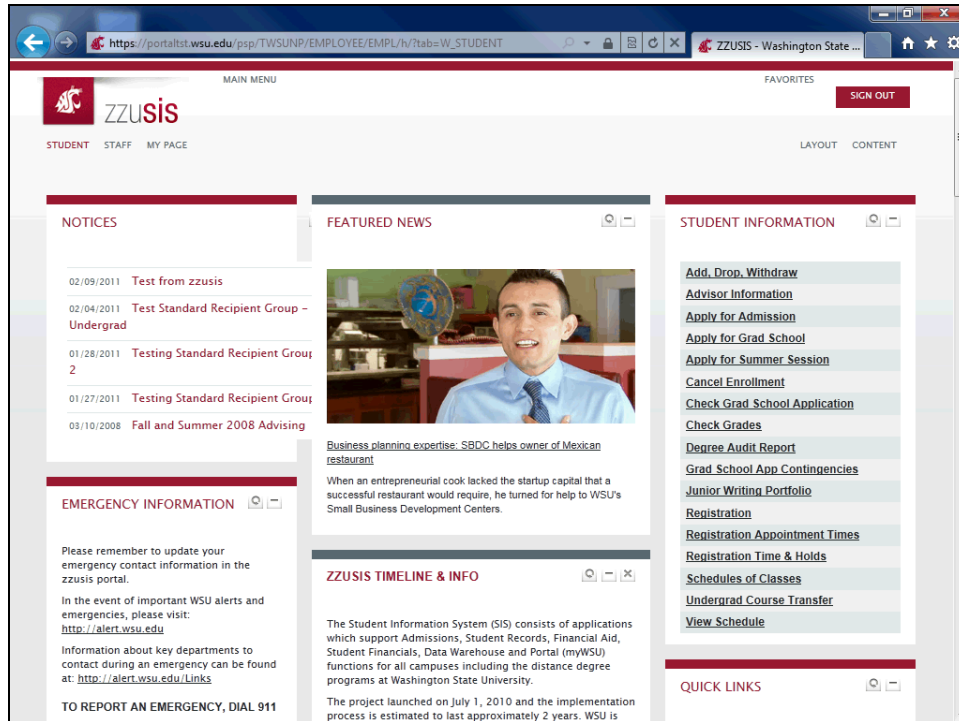 https://portaltst.wsu.edu/psp/TWSUNP/EMPLOYEE/EMPL/h/?tab=W_STUDENT
ZZUSIS - Washington State ...
MAIN MENU
FAVORITES
SIGN OUT
zzusis
STUDENT STAFF MY PAGE
LAYOUT CONTENT
NOTICES
02/09/2011 Test from zzusis
02/04/2011 Test Standard Recipient Group –
Undergrad
01/28/2011 Testing Standard Recipient Group
2
01/27/2011 Testing Standard Recipient Group
03/10/2008 Fall and Summer 2008 Advising
EMERGENCY INFORMATION
Please remember to update your
emergency contact information in the
zzusis portal.
In the event of important WSU alerts and
emergencies, please visit:
http://alert.wsu.edu
Information about key departments to
contact during an emergency can be found
at: http://alert.wsu.edu/Links
TO REPORT AN EMERGENCY, DIAL 911
FEATURED NEWS
Business planning expertise: SBDC helps owner of Mexican
restaurant
When an entrepreneurial cook lacked the startup capital that a
successful restaurant would require, he turned for help to WSU's
Small Business Development Centers.
ZZUSIS TIMELINE & INFO
The Student Information System (SIS) consists of applications
which support Admissions, Student Records, Financial Aid,
Student Financials, Data Warehouse and Portal (myWSU)
functions for all campuses including the distance degree
programs at Washington State University.
The project launched on July 1, 2010 and the implementation
process is estimated to last approximately 2 years. WSU is
STUDENT INFORMATION
Add, Drop, Withdraw
Advisor Information
Apply for Admission
Apply for Grad School
Apply for Summer Session
Cancel Enrollment
Check Grad School Application
Check Grades
Degree Audit Report
Grad School App Contingencies
Junior Writing Portfolio
Registration
Registration Appointment Times
Registration Time & Holds
Schedules of Classes
Undergrad Course Transfer
View Schedule
QUICK LINKS